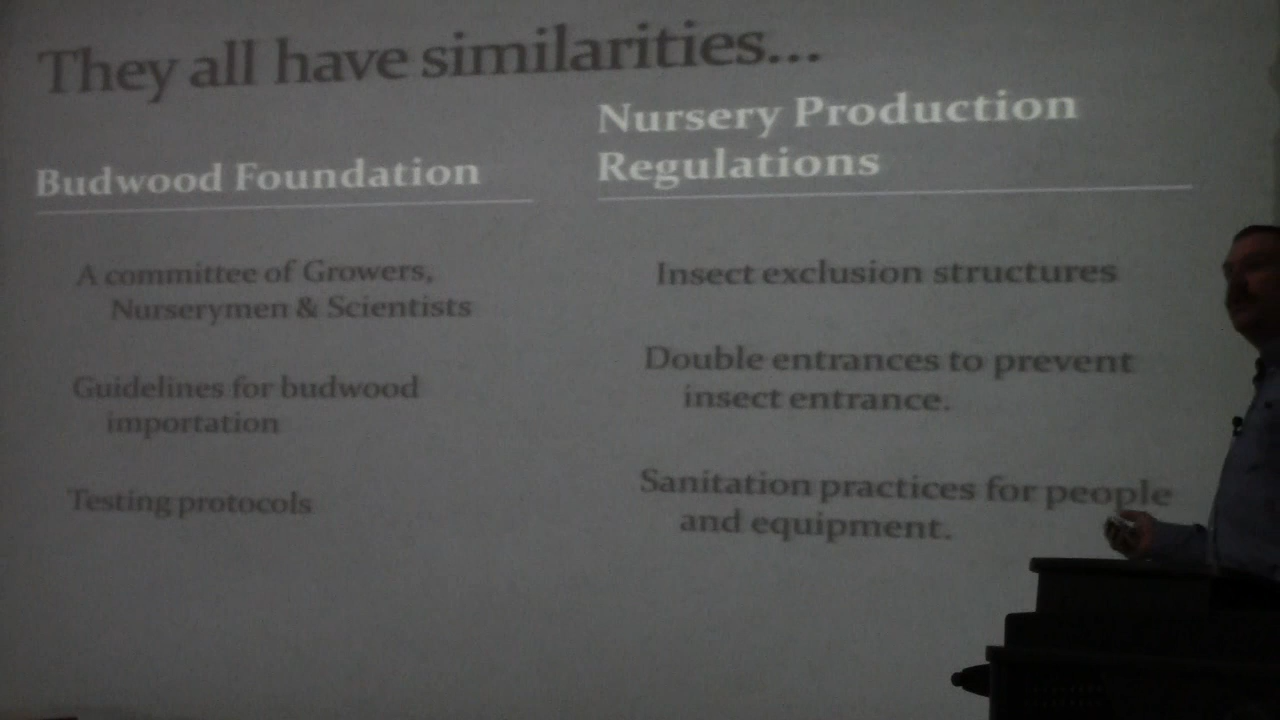 They all have similarities...
Budwood Foundation
A committee of Growers,
Nurserymen & Scientists
Guidelines for budwood
importation
Testing protocols
Nursery Production
Regulations
Insect exclusion structures
Double entrances to prevent
insect entrance.
Sanitation practices for people
and equipment.